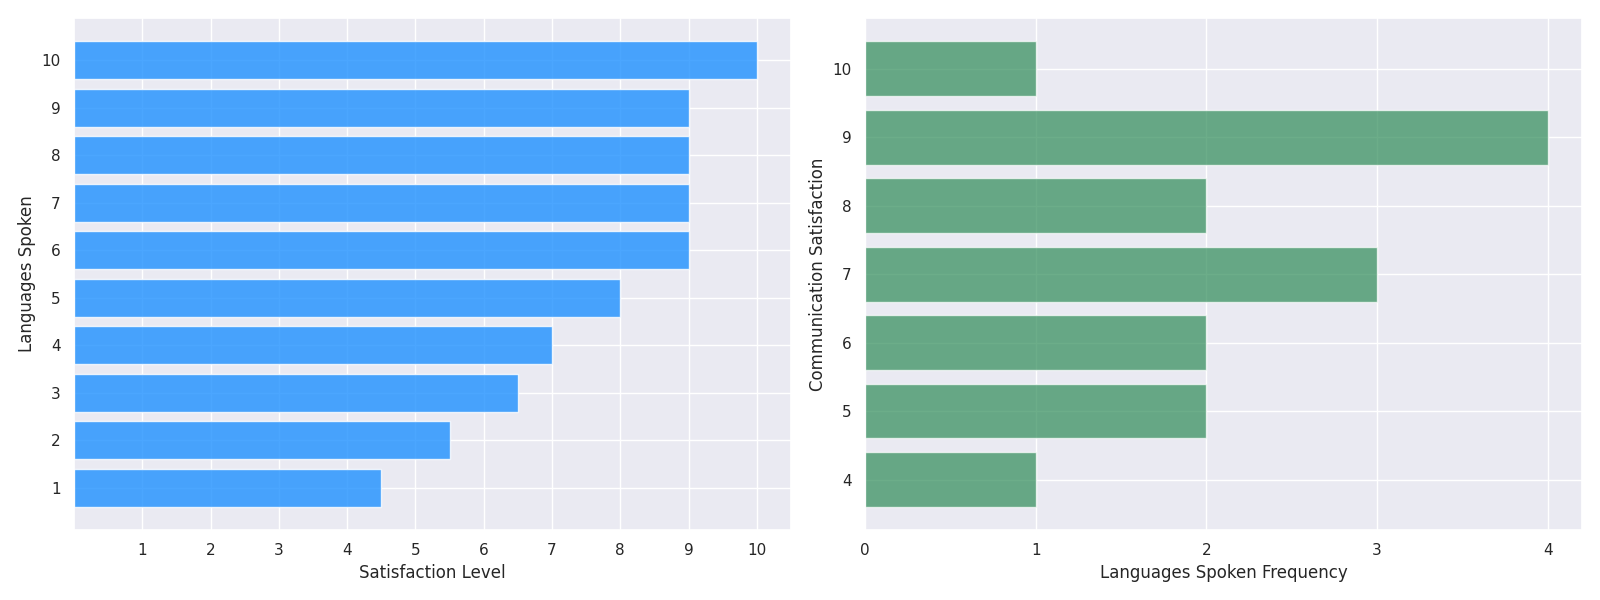 Languages Spoken
10
9
8
7
6
5
4
3
2
1
1 2 3 4 5 6 7 8 9 10
Satisfaction Level
Communication Satisfaction
10
9
8
7
6
5
4
0 1 2 3 4
Languages Spoken Frequency